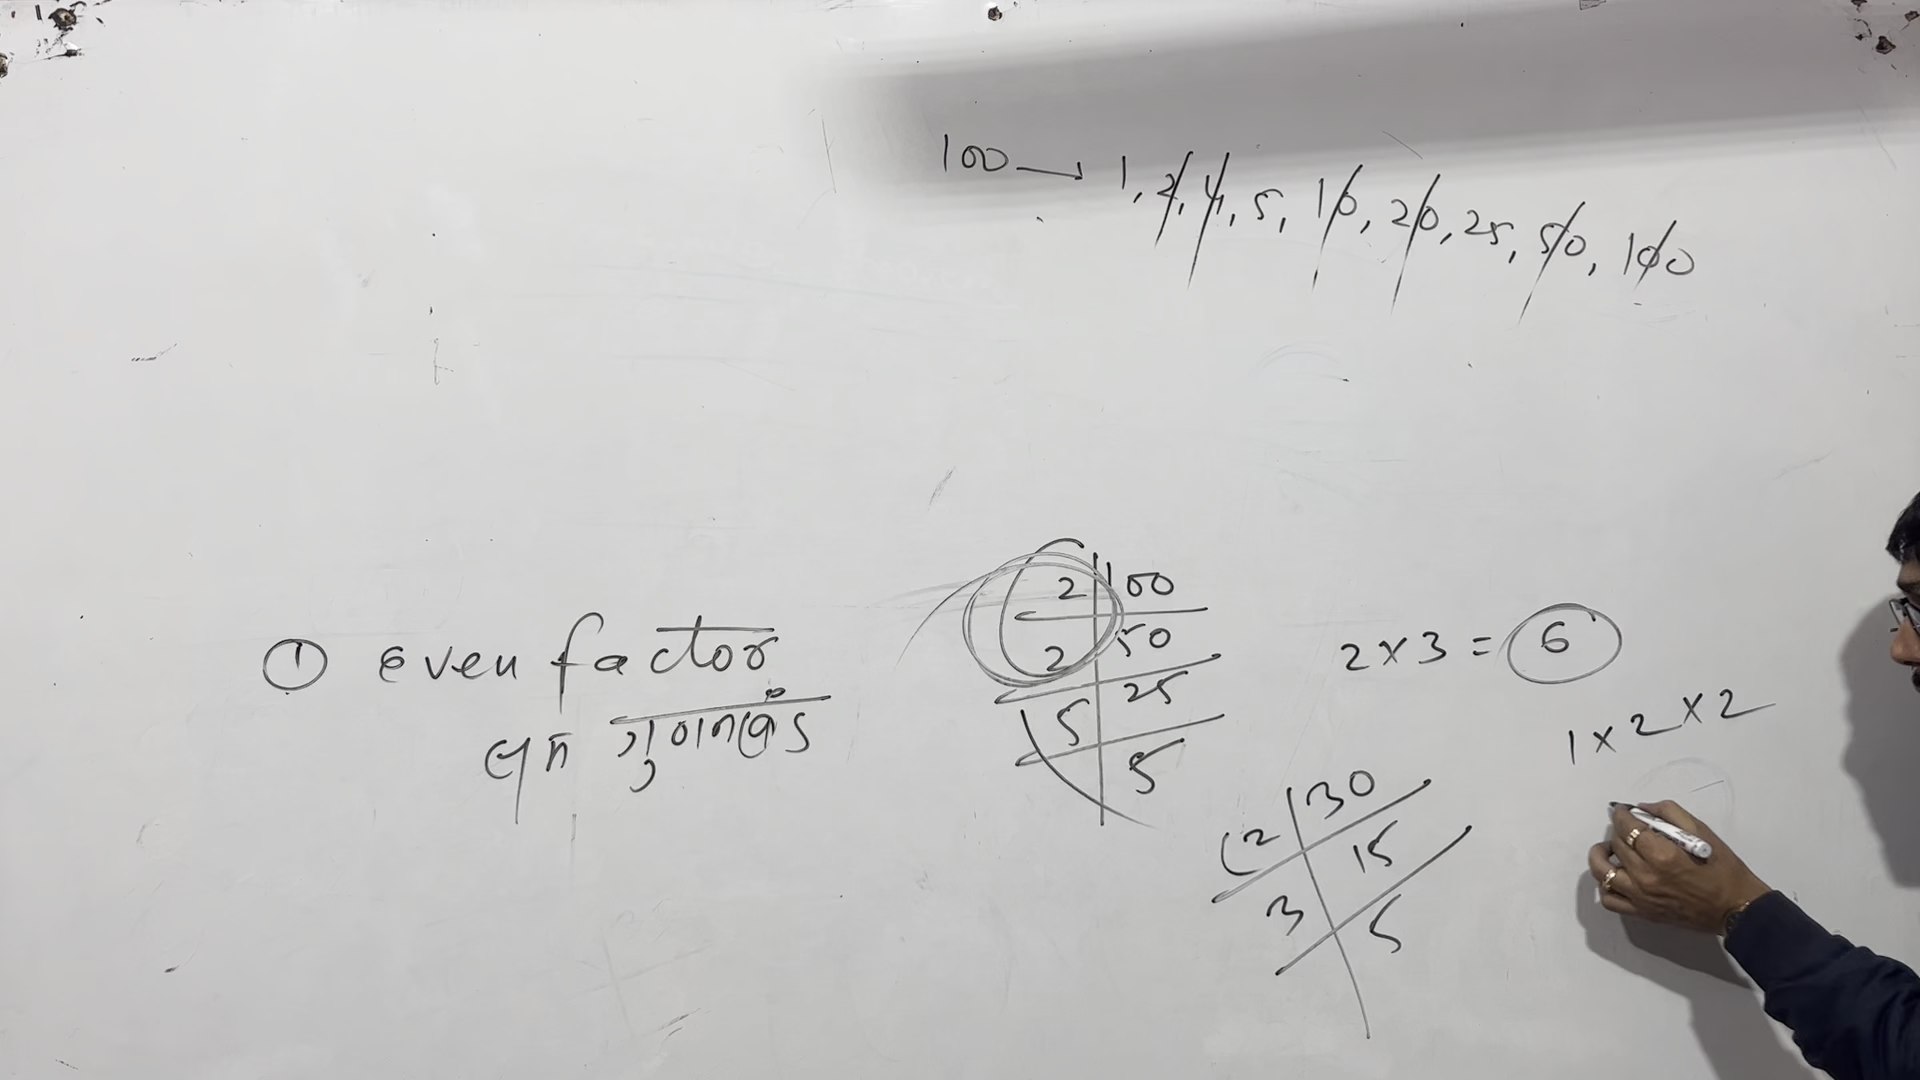 100 → 1, 2, 4, 5, 10, 20, 25, 50, 100
① even factor
गुणनखंड
2 | 100
2 | 50
5 | 25
5
2 × 3 = 6
1 × 2 × 2
2 | 30
3 | 15
5